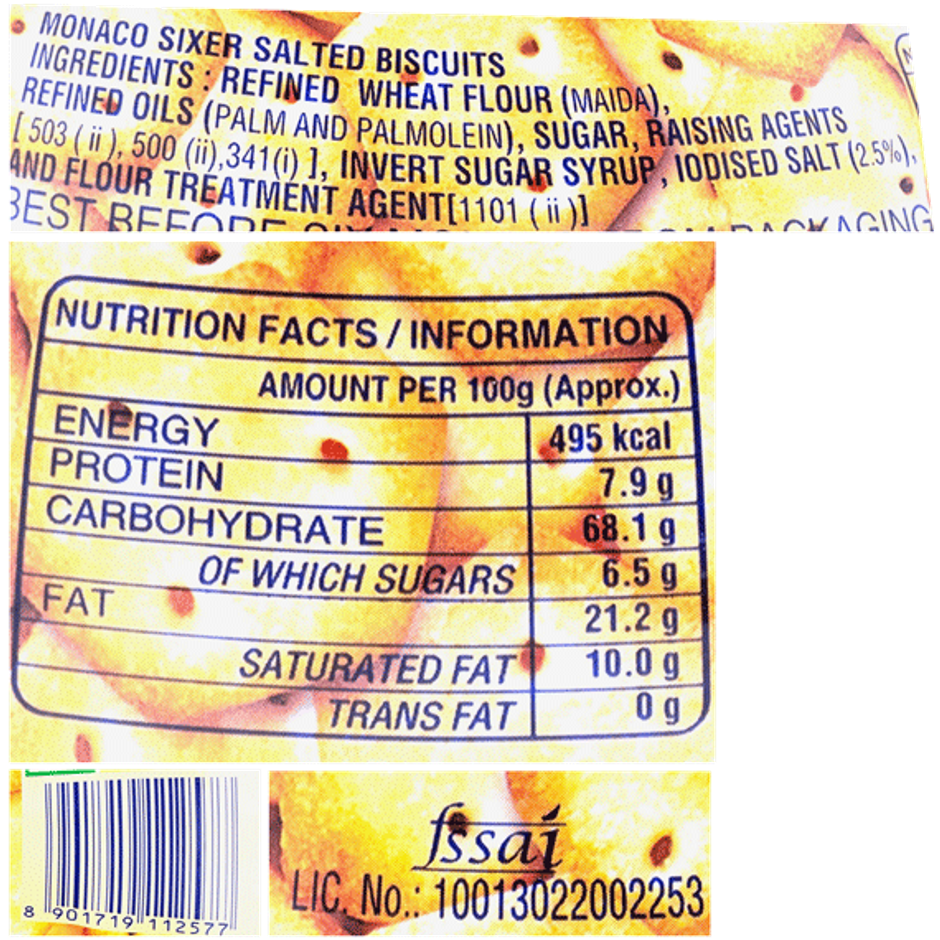 MONACO SIXER SALTED BISCUITS
INGREDIENTS : REFINED WHEAT FLOUR (MAIDA),
REFINED OILS (PALM AND PALMOLEIN), SUGAR, RAISING AGENTS
[ 503 ( ii ), 500 (ii),341(i) ], INVERT SUGAR SYRUP, IODISED SALT (2.5%),
AND FLOUR TREATMENT AGENT[1101 ( ii )]
BEST BEFORE PACKAGING
NUTRITION FACTS / INFORMATION
AMOUNT PER 100g (Approx.)
ENERGY 495 kcal
PROTEIN 7.9 g
CARBOHYDRATE 68.1 g
OF WHICH SUGARS 6.5 g
FAT 21.2 g
SATURATED FAT 10.0 g
TRANS FAT 0 g
8 901719 112577
fssai
LIC. No.: 10013022002253